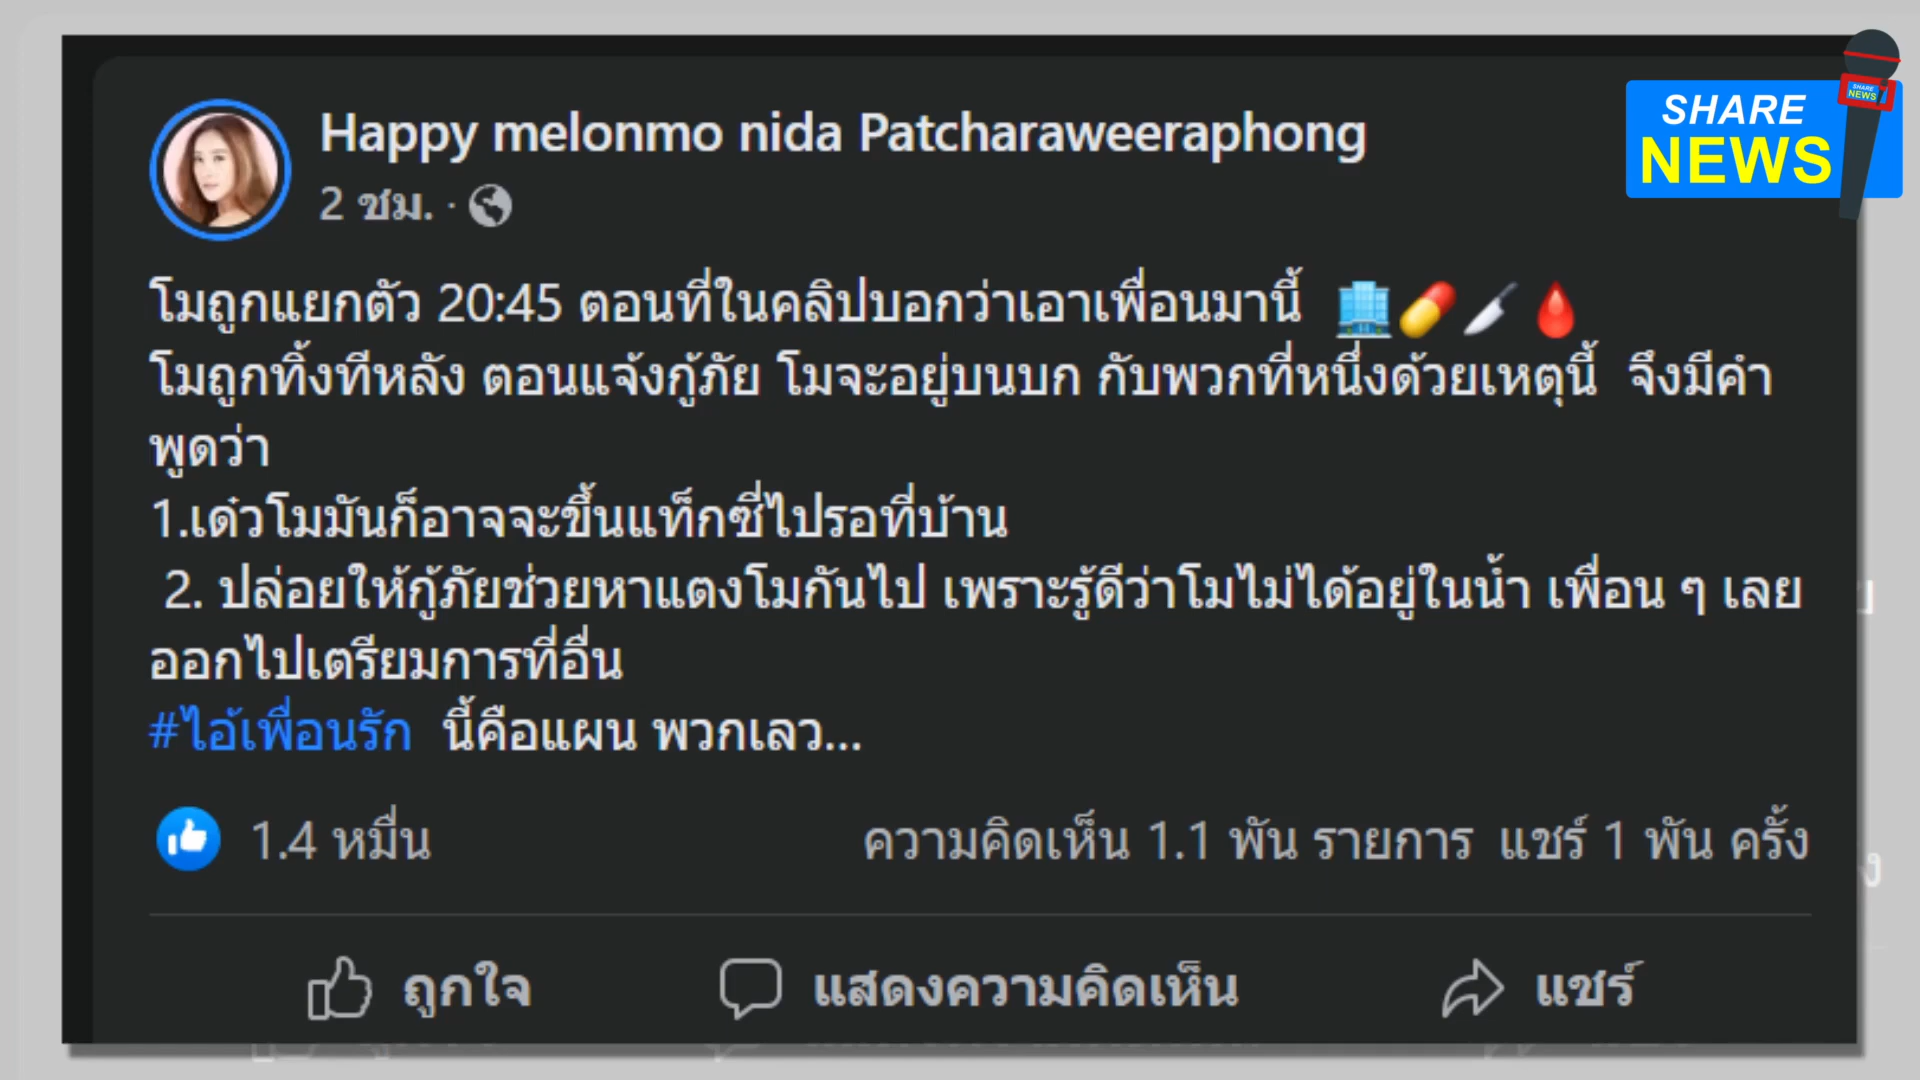 Happy melonmo nida Patcharaweeraphong
2 ชม. ·
SHARE
NEWS
SHARE
NEWS
โมถูกแยกตัว 20:45 ตอนที่ในคลิปบอกว่าเอาเพื่อนมานี้ 🏢💊🔪🩸
โมถูกทิ้งทีหลัง ตอนแจ้งกู้ภัย โมจะอยู่บนบก กับพวกที่หนึ่งด้วยเหตุนี้ จึงมีคำ
พูดว่า
1.เด๋วโมมันก็อาจจะขึ้นแท็กซี่ไปรอที่บ้าน
2. ปล่อยให้กู้ภัยช่วยหาแตงโมกันไป เพราะรู้ดีว่าโมไม่ได้อยู่ในน้ำ เพื่อน ๆ เลย
ออกไปเตรียมการที่อื่น
#ไอ้เพื่อนรัก นี้คือแผน พวกเลว...
1.4 หมื่น
ความคิดเห็น 1.1 พัน รายการ แชร์ 1 พัน ครั้ง
ถูกใจ
แสดงความคิดเห็น
แชร์